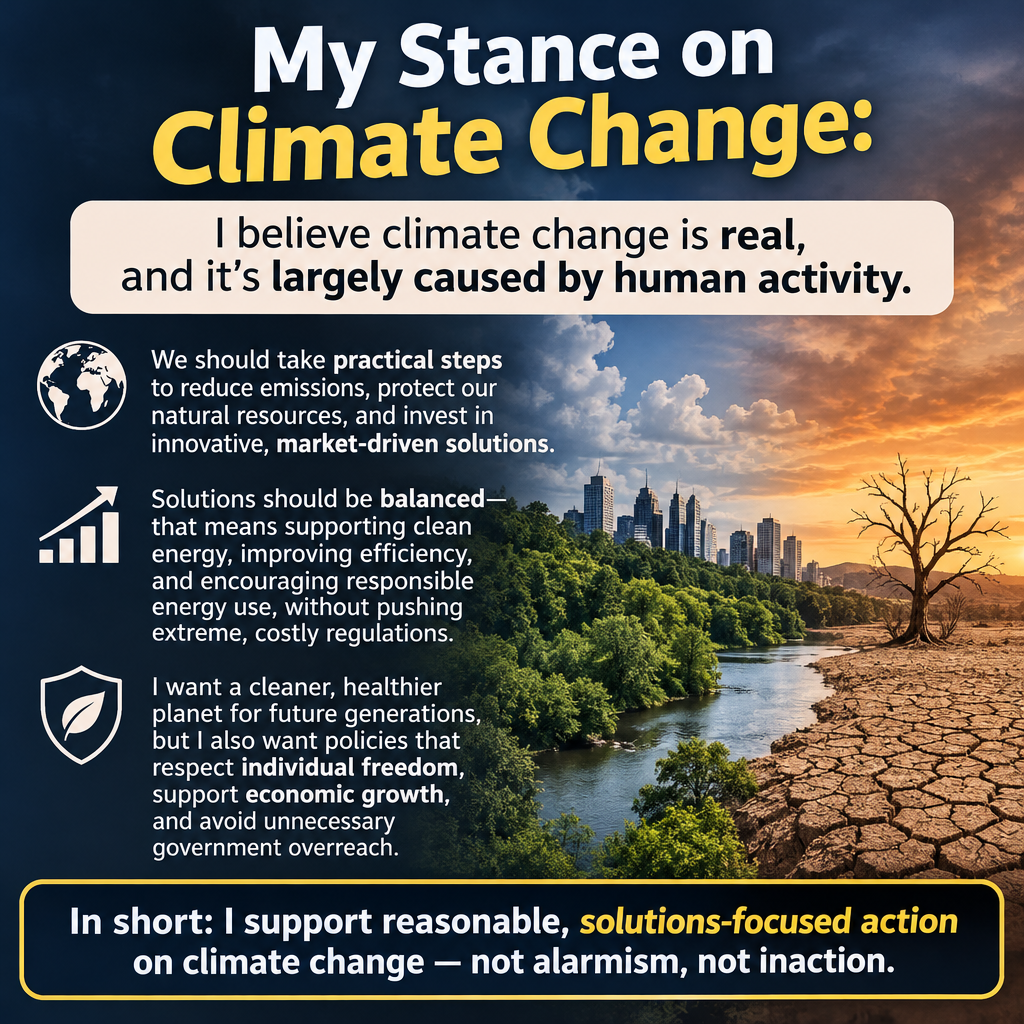 My Stance on
Climate Change:
I believe climate change is real,
and it’s largely caused by human activity.
We should take practical steps
to reduce emissions, protect our
natural resources, and invest in
innovative, market-driven solutions.
Solutions should be balanced—
that means supporting clean
energy, improving efficiency,
and encouraging responsible
energy use, without pushing
extreme, costly regulations.
I want a cleaner, healthier
planet for future generations,
but I also want policies that
respect individual freedom,
support economic growth,
and avoid unnecessary
government overreach.
In short: I support reasonable, solutions-focused action
on climate change — not alarmism, not inaction.